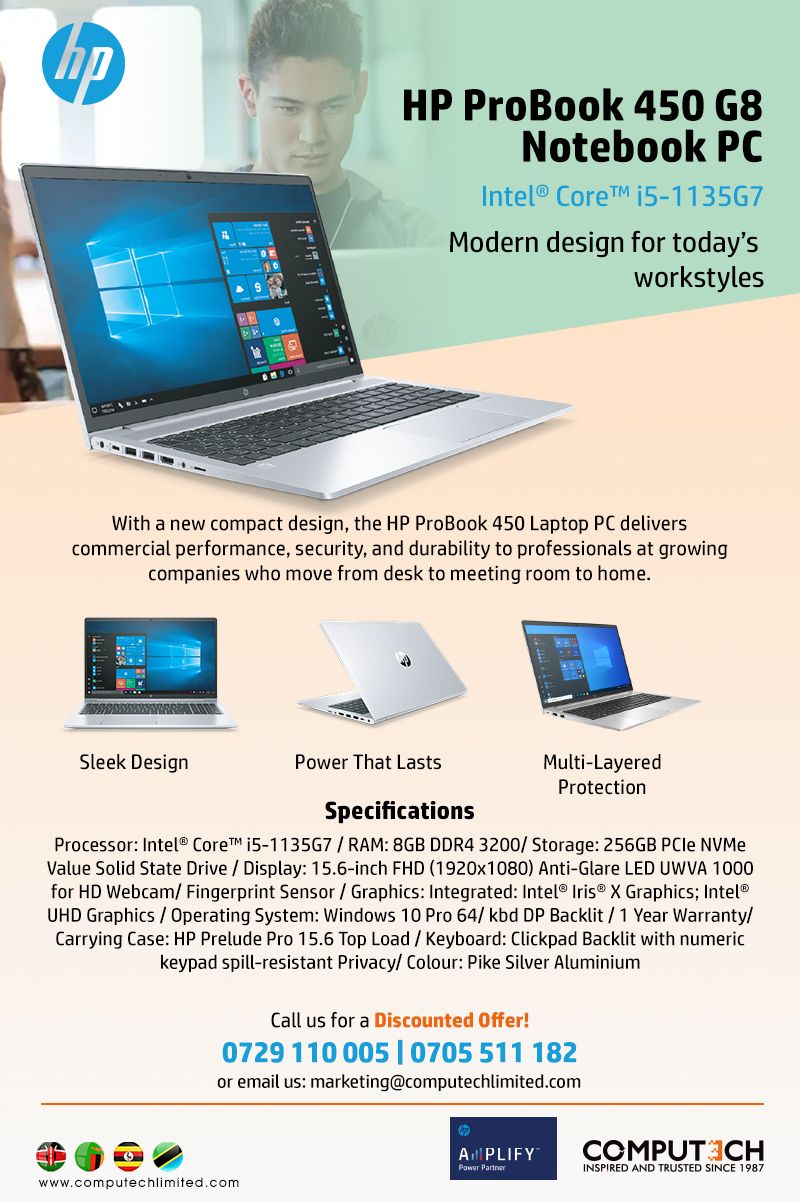 hp
HP ProBook 450 G8
Notebook PC
Intel® Core™ i5-1135G7
Modern design for today's
workstyles
With a new compact design, the HP ProBook 450 Laptop PC delivers
commercial performance, security, and durability to professionals at growing
companies who move from desk to meeting room to home.
Sleek Design
Power That Lasts
Multi-Layered
Protection
Specifications
Processor: Intel® Core™ i5-1135G7 / RAM: 8GB DDR4 3200/ Storage: 256GB PCIe NVMe
Value Solid State Drive / Display: 15.6-inch FHD (1920x1080) Anti-Glare LED UWVA 1000
for HD Webcam/ Fingerprint Sensor / Graphics: Integrated: Intel® Iris® X Graphics; Intel®
UHD Graphics / Operating System: Windows 10 Pro 64/ kbd DP Backlit / 1 Year Warranty/
Carrying Case: HP Prelude Pro 15.6 Top Load / Keyboard: Clickpad Backlit with numeric
keypad spill-resistant Privacy/ Colour: Pike Silver Aluminium
Call us for a Discounted Offer!
0729 110 005 | 0705 511 182
or email us: marketing@computechlimited.com
www.computechlimited.com
hp
AMPLIFY™
Power Partner
COMPUTECH
INSPIRED AND TRUSTED SINCE 1987